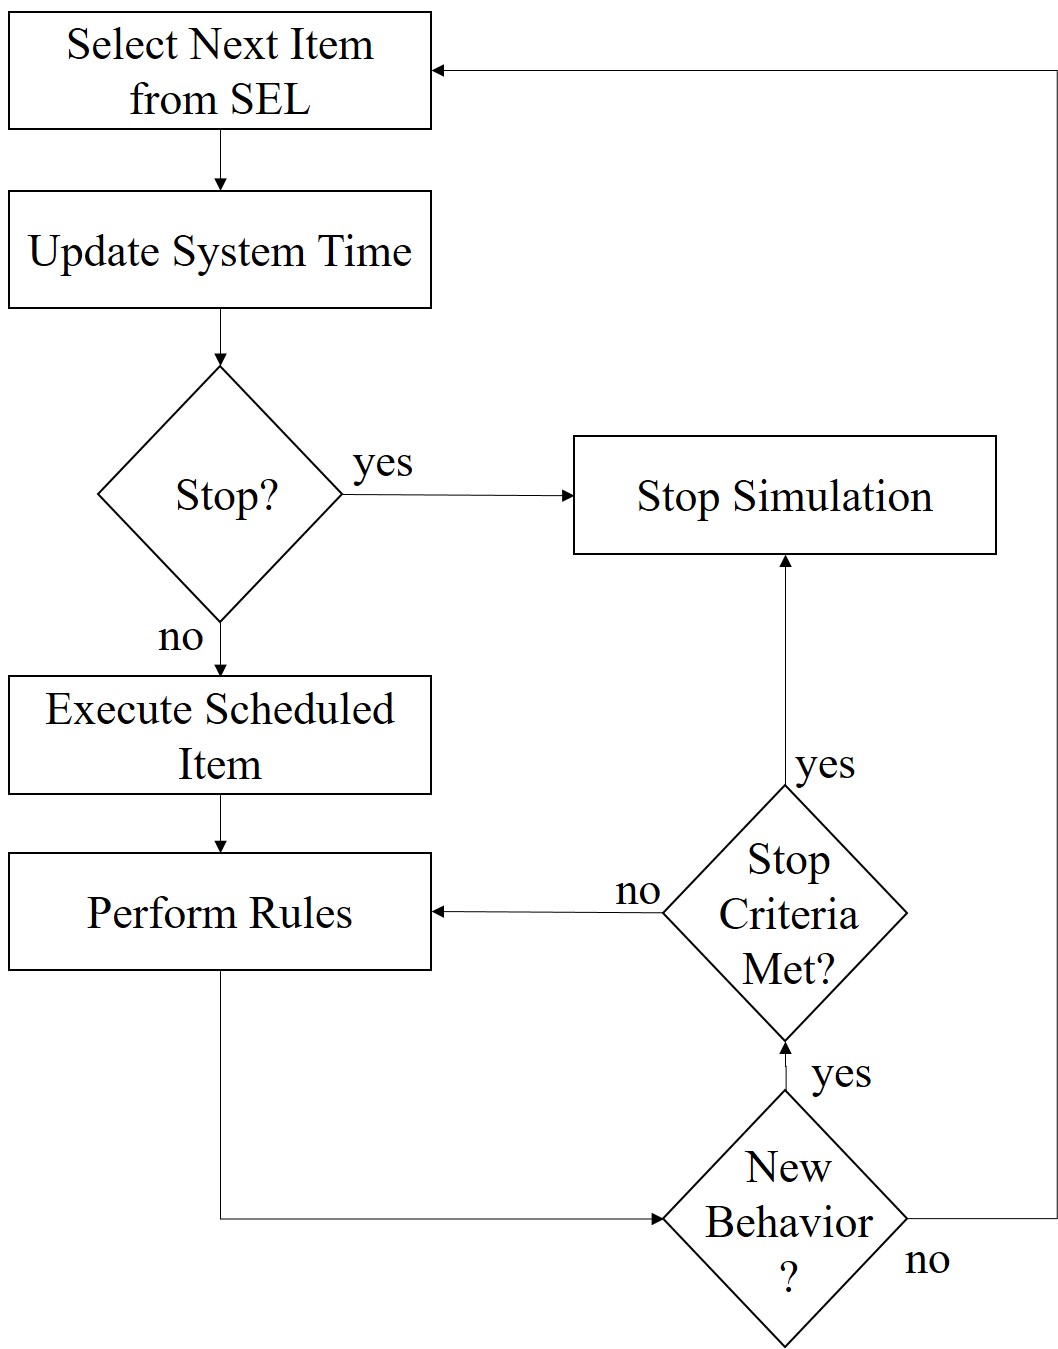 Select Next Item
from SEL
Update System Time
Stop?
yes
Stop Simulation
no
Execute Scheduled
Item
yes
Stop
Criteria
Met?
no
Perform Rules
yes
New
Behavior
?
no